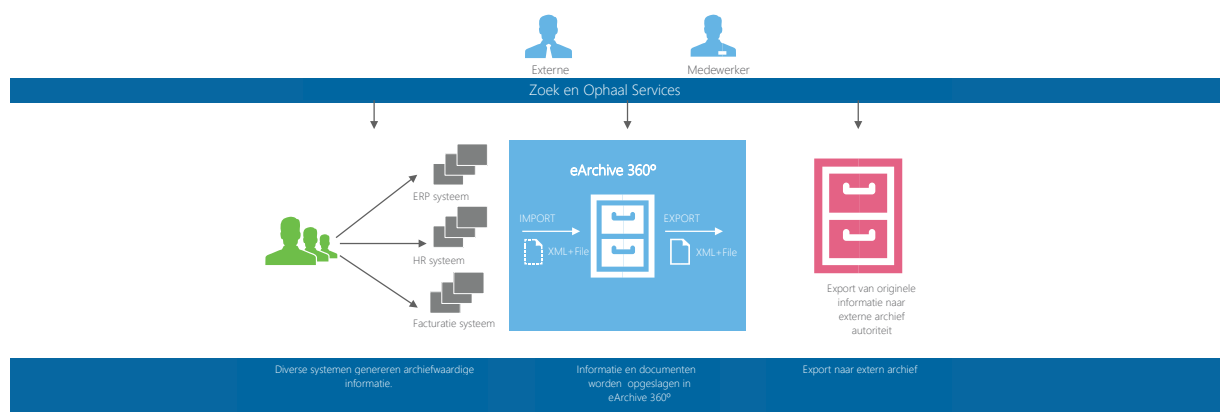 Externe
Medewerker
Zoek en Ophaal Services
ERP systeem
HR systeem
Facturatie systeem
eArchive 360º
IMPORT
XML+File
EXPORT
XML+File
Export van originele
informatie naar
externe archief
autoriteit
Diverse systemen genereren archiefwaardige
informatie.
Informatie en documenten
worden opgeslagen in
eArchive 360º
Export naar extern archief